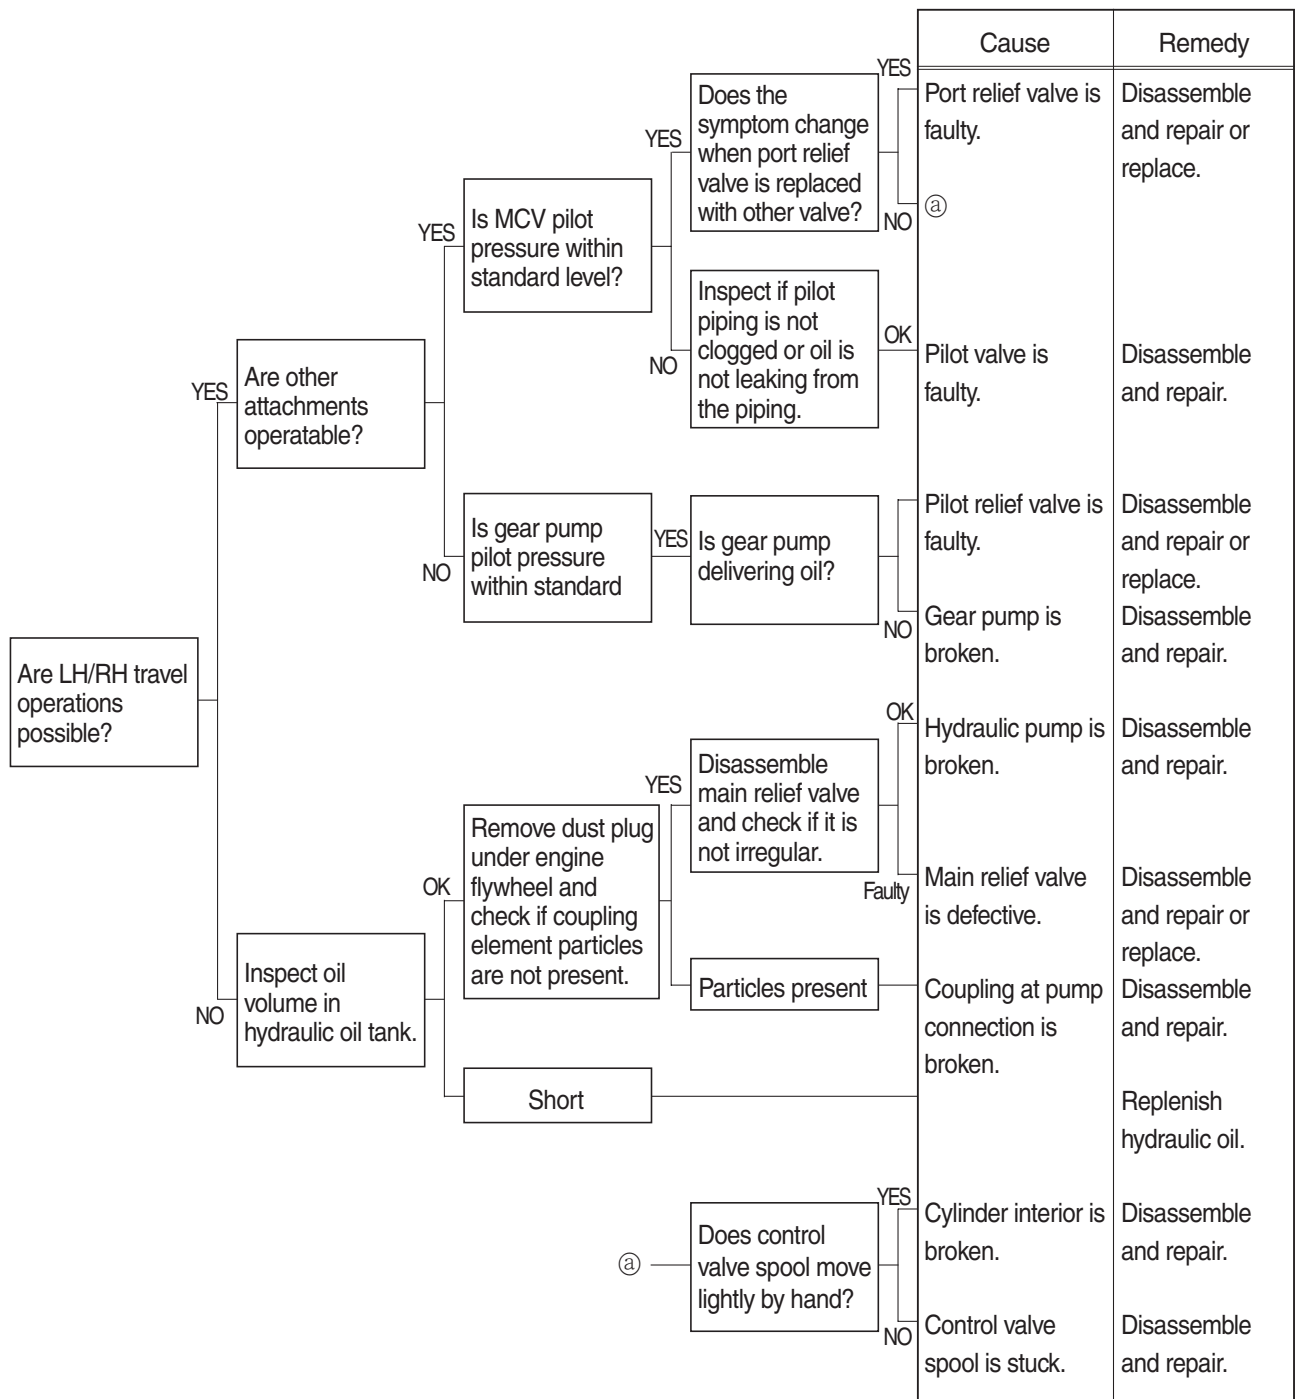 Cause
Remedy
YES
Does the
symptom change
when port relief
valve is replaced
with other valve?
Port relief valve is
faulty.
Disassemble
and repair or
replace.
NO
ⓐ
YES
Is MCV pilot
pressure within
standard level?
YES
NO
Inspect if pilot
piping is not
clogged or oil is
not leaking from
the piping.
OK
Pilot valve is
faulty.
Disassemble
and repair.
YES
Are other
attachments
operatable?
NO
Is gear pump
pilot pressure
within standard
YES
Is gear pump
delivering oil?
Pilot relief valve is
faulty.
Disassemble
and repair or
replace.
NO
Gear pump is
broken.
Disassemble
and repair.
Are LH/RH travel
operations
possible?
NO
Inspect oil
volume in
hydraulic oil tank.
OK
Remove dust plug
under engine
flywheel and
check if coupling
element particles
are not present.
YES
Disassemble
main relief valve
and check if it is
not irregular.
OK
Hydraulic pump is
broken.
Disassemble
and repair.
Faulty
Main relief valve
is defective.
Disassemble
and repair or
replace.
Particles present
Coupling at pump
connection is
broken.
Disassemble
and repair.
Short
Replenish
hydraulic oil.
ⓐ
Does control
valve spool move
lightly by hand?
YES
Cylinder interior is
broken.
Disassemble
and repair.
NO
Control valve
spool is stuck.
Disassemble
and repair.